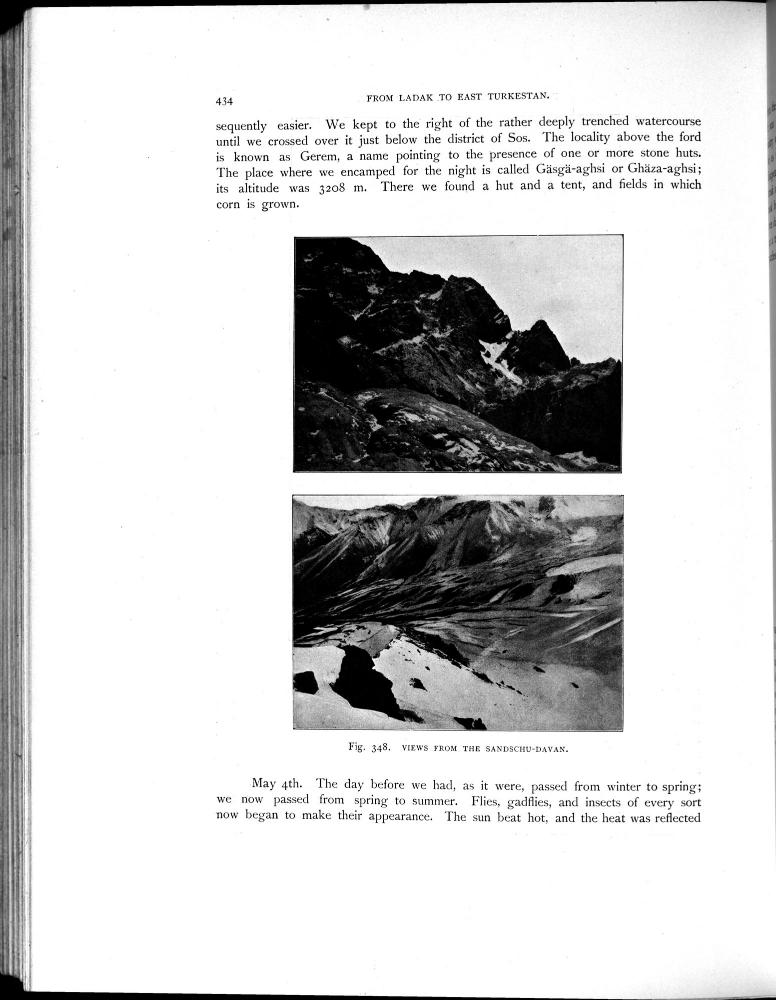 434
FROM LADAK TO EAST TURKESTAN.
sequently easier. We kept to the right of the rather deeply trenched watercourse
until we crossed over it just below the district of Sos. The locality above the ford
is known as Gerem, a name pointing to the presence of one or more stone huts.
The place where we encamped for the night is called Gäsgä-aghsi or Ghäza-aghsi;
its altitude was 3208 m. There we found a hut and a tent, and fields in which
corn is grown.
Fig. 348. VIEWS FROM THE SANDSCHU-DAVAN.
May 4th. The day before we had, as it were, passed from winter to spring;
we now passed from spring to summer. Flies, gadflies, and insects of every sort
now began to make their appearance. The sun beat hot, and the heat was reflected